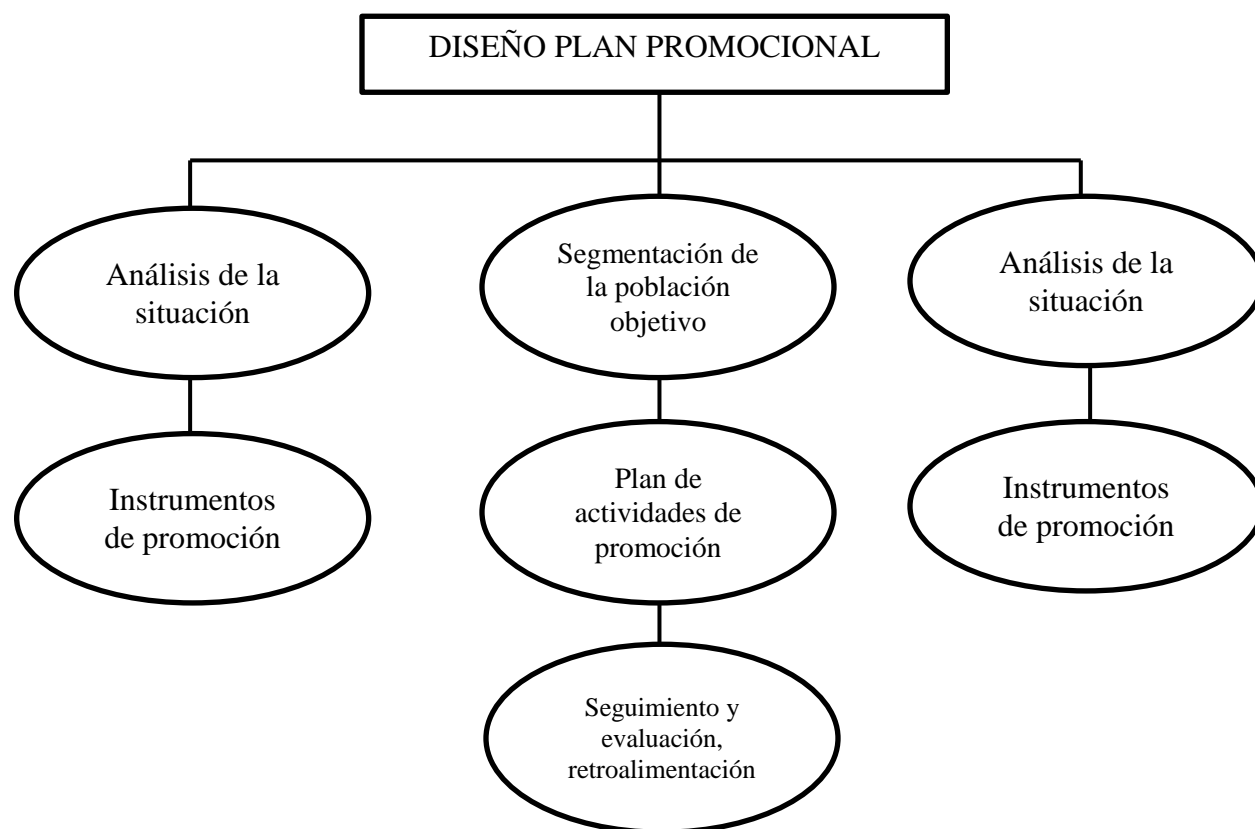 DISEÑO PLAN PROMOCIONAL
Análisis de la
situación
Segmentación de
la población
objetivo
Análisis de la
situación
Instrumentos
de promoción
Plan de
actividades de
promoción
Instrumentos
de promoción
Seguimiento y
evaluación,
retroalimentación